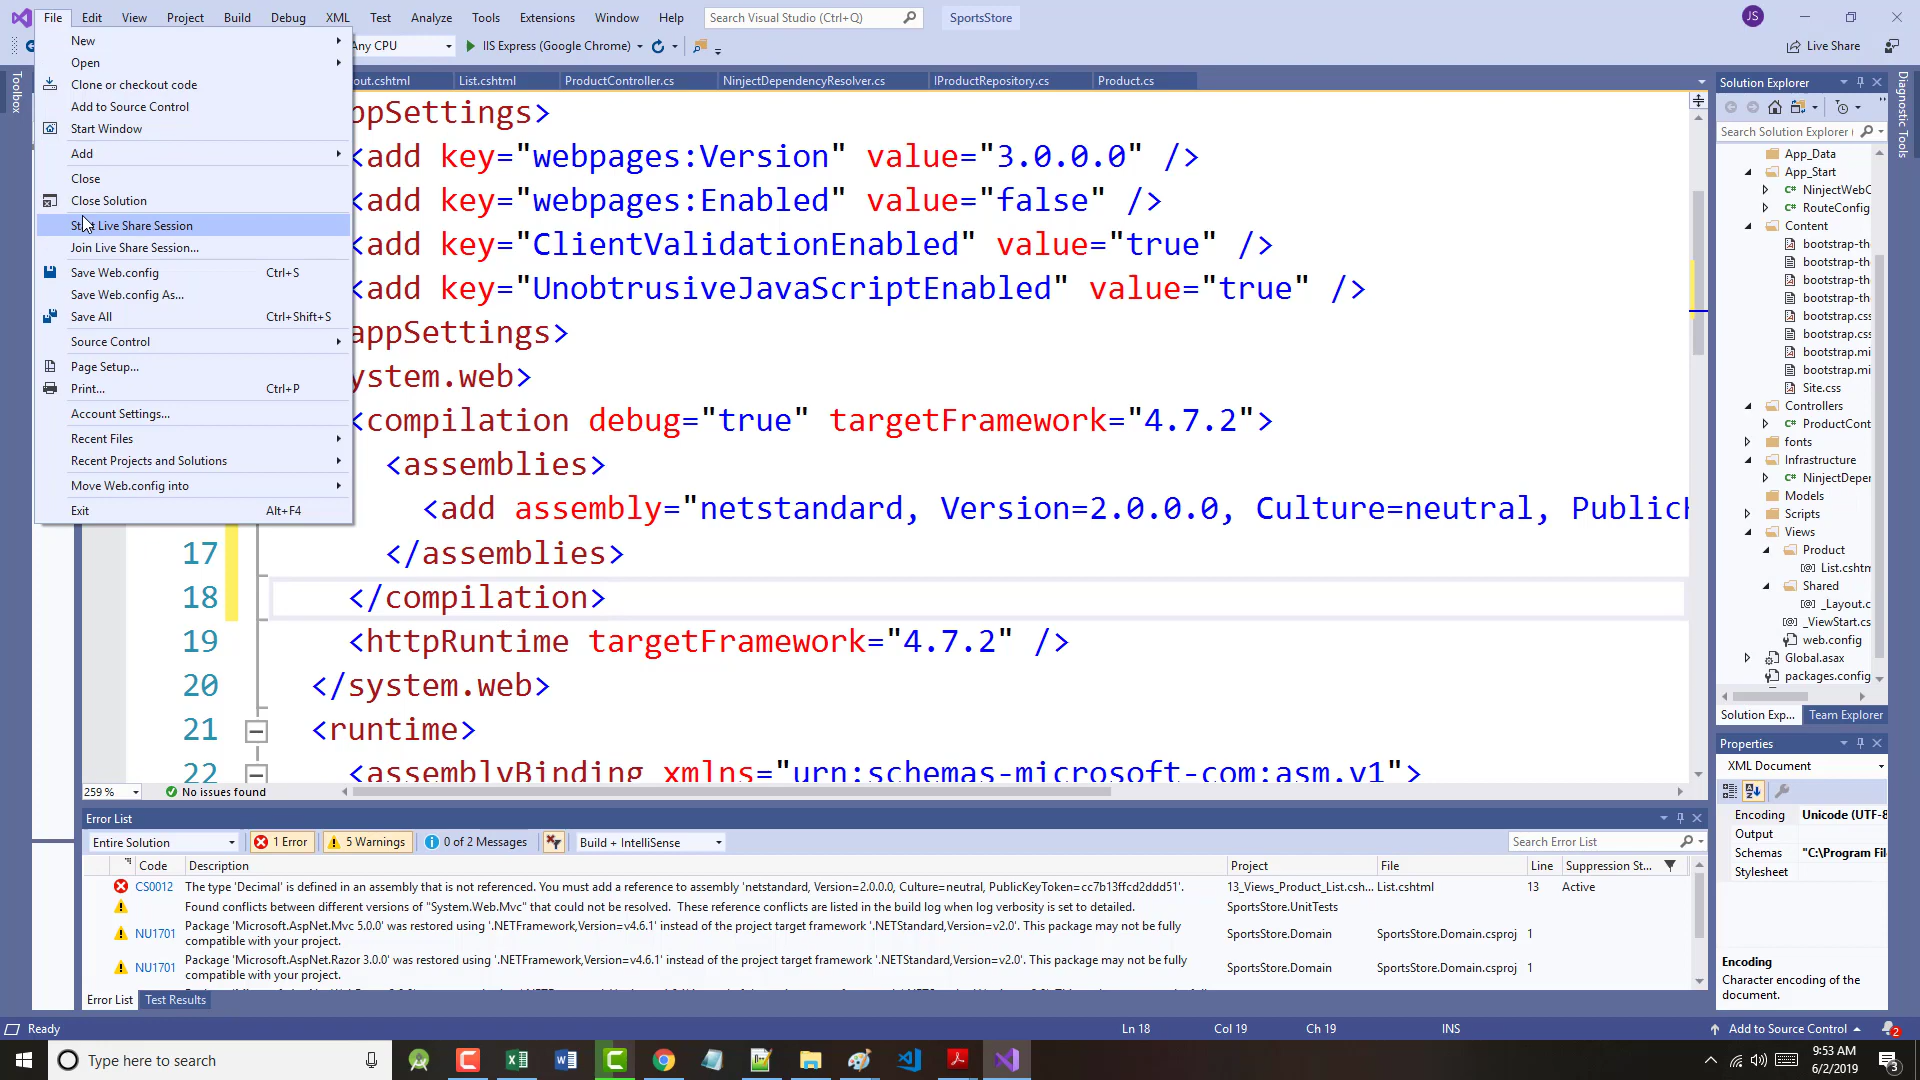 File Edit View Project Build Debug XML Test Analyze Tools Extensions Window Help Search Visual Studio (Ctrl+Q) SportsStore JS
Any CPU IIS Express (Google Chrome) Live Share
out.cshtml List.cshtml ProductController.cs NinjectDependencyResolver.cs IProductRepository.cs Product.cs
Toolbox
New
Open
Clone or checkout code
Add to Source Control
Start Window
Add
Close
Close Solution
Live Share Session
Join Live Share Session...
Save Web.config Ctrl+S
Save Web.config As...
Save All Ctrl+Shift+S
Source Control
Page Setup...
Print... Ctrl+P
Account Settings...
Recent Files
Recent Projects and Solutions
Move Web.config into
Exit Alt+F4
ppSettings>
<add key="webpages:Version" value="3.0.0.0" />
<add key="webpages:Enabled" value="false" />
<add key="ClientValidationEnabled" value="true" />
<add key="UnobtrusiveJavaScriptEnabled" value="true" />
appSettings>
ystem.web>
<compilation debug="true" targetFramework="4.7.2">
<assemblies>
<add assembly="netstandard, Version=2.0.0.0, Culture=neutral, Public
17 </assemblies>
18 </compilation>
19 <httpRuntime targetFramework="4.7.2" />
20 </system.web>
21 <runtime>
22 <assemblyBinding xmlns="urn:schemas-microsoft-com:asm.v1">
259 % No issues found
Solution Explorer
Search Solution Explorer (
App_Data
App_Start
NinjectWebC
RouteConfig
Content
bootstrap-the
bootstrap-the
bootstrap-the
bootstrap-the
bootstrap.css
bootstrap.css
bootstrap.mi
bootstrap.mi
Site.css
Controllers
C# ProductCont
fonts
Infrastructure
C# NinjectDeper
Models
Scripts
Views
Product
List.cshtm
Shared
_Layout.c
_ViewStart.cs
web.config
Global.asax
packages.config
Solution Exp... Team Explorer
Diagnostic Tools
Properties
XML Document
Encoding Unicode (UTF-8
Output
Schemas "C:\Program Fil
Stylesheet
Encoding
Character encoding of the
document.
Error List
Entire Solution 1 Error 5 Warnings 0 of 2 Messages Build + IntelliSense Search Error List
Code Description Project File Line Suppression St...
CS0012 The type 'Decimal' is defined in an assembly that is not referenced. You must add a reference to assembly 'netstandard, Version=2.0.0.0, Culture=neutral, PublicKeyToken=cc7b13ffcd2ddd51'. 13_Views_Product_List.csh... List.cshtml 13 Active
Found conflicts between different versions of "System.Web.Mvc" that could not be resolved. These reference conflicts are listed in the build log when log verbosity is set to detailed. SportsStore.UnitTests
NU1701 Package 'Microsoft.AspNet.Mvc 5.0.0' was restored using '.NETFramework,Version=v4.6.1' instead of the project target framework '.NETStandard,Version=v2.0'. This package may not be fully compatible with your project. SportsStore.Domain SportsStore.Domain.csproj 1
NU1701 Package 'Microsoft.AspNet.Razor 3.0.0' was restored using '.NETFramework,Version=v4.6.1' instead of the project target framework '.NETStandard,Version=v2.0'. This package may not be fully compatible with your project. SportsStore.Domain SportsStore.Domain.csproj 1
Error List Test Results
Ready Ln 18 Col 19 Ch 19 INS Add to Source Control 2
Type here to search 9:53 AM
6/2/2019 3